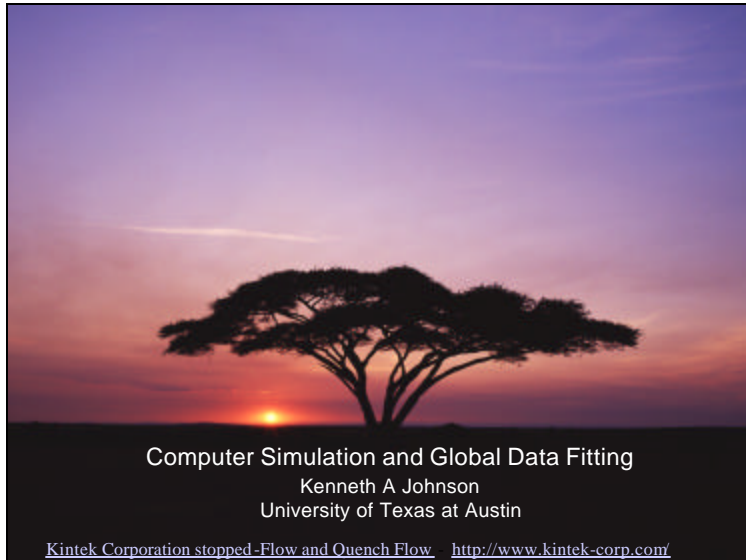 Computer Simulation and Global Data Fitting
Kenneth A Johnson
University of Texas at Austin
Kintek Corporation stopped-Flow and Quench Flow - http://www.kintek-corp.com/